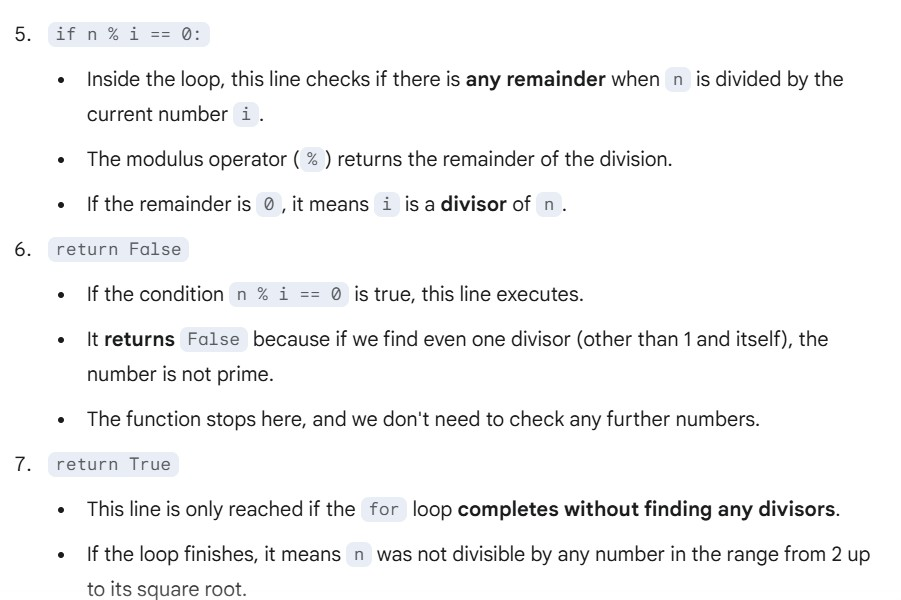 5. if n % i == 0:
• Inside the loop, this line checks if there is any remainder when n is divided by the
current number i .
• The modulus operator ( % ) returns the remainder of the division.
• If the remainder is 0 , it means i is a divisor of n .
6. return False
• If the condition n % i == 0 is true, this line executes.
• It returns False because if we find even one divisor (other than 1 and itself), the
number is not prime.
• The function stops here, and we don't need to check any further numbers.
7. return True
• This line is only reached if the for loop completes without finding any divisors.
• If the loop finishes, it means n was not divisible by any number in the range from 2 up
to its square root.